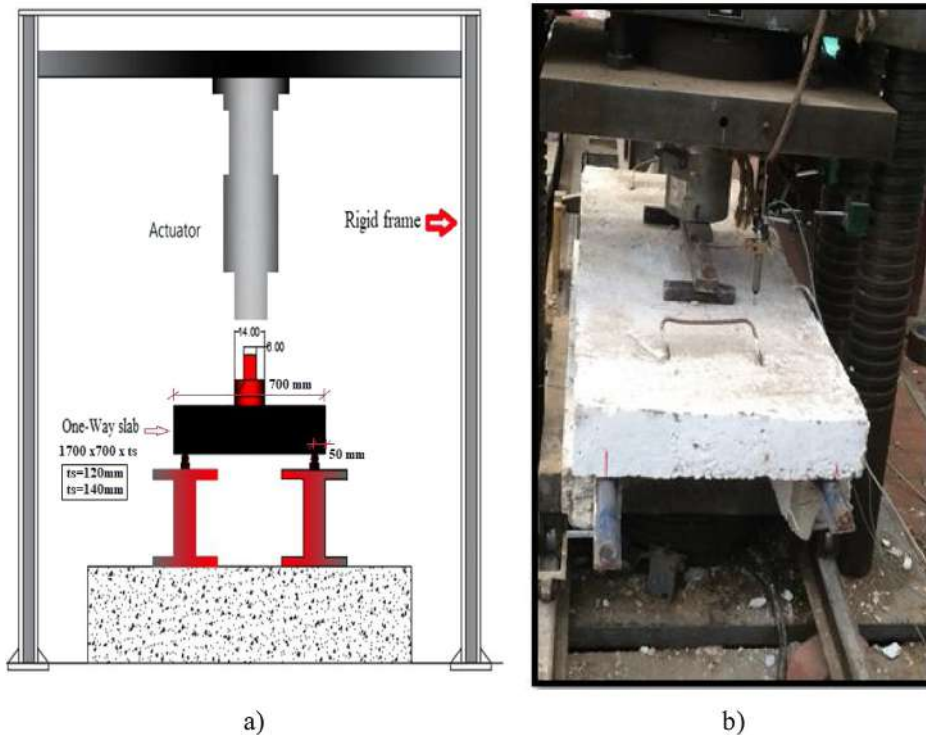 Actuator
Rigid frame
14.00
6.00
700 mm
One-Way slab
1700 x700 x ts
50 mm
ts=120mm
ts=140mm
a)
b)